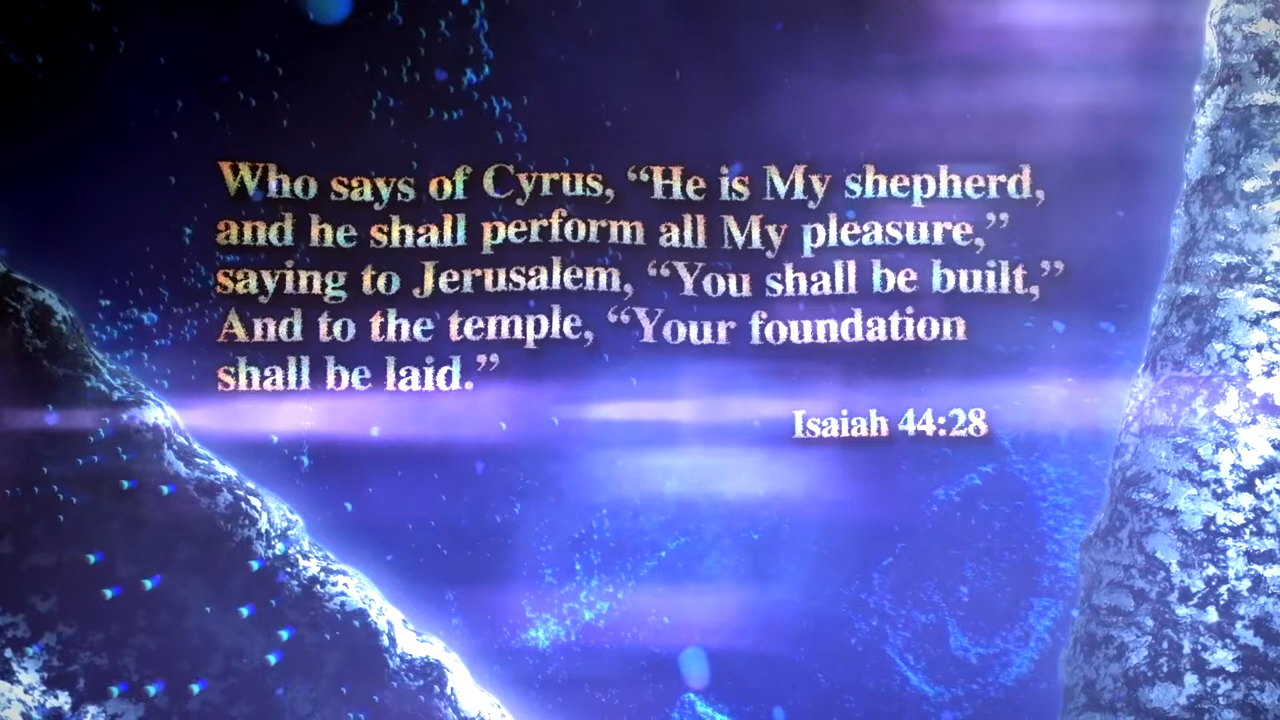 Who says of Cyrus, “He is My shepherd,
and he shall perform all My pleasure,”
saying to Jerusalem, “You shall be built,”
And to the temple, “Your foundation
shall be laid.”
Isaiah 44:28